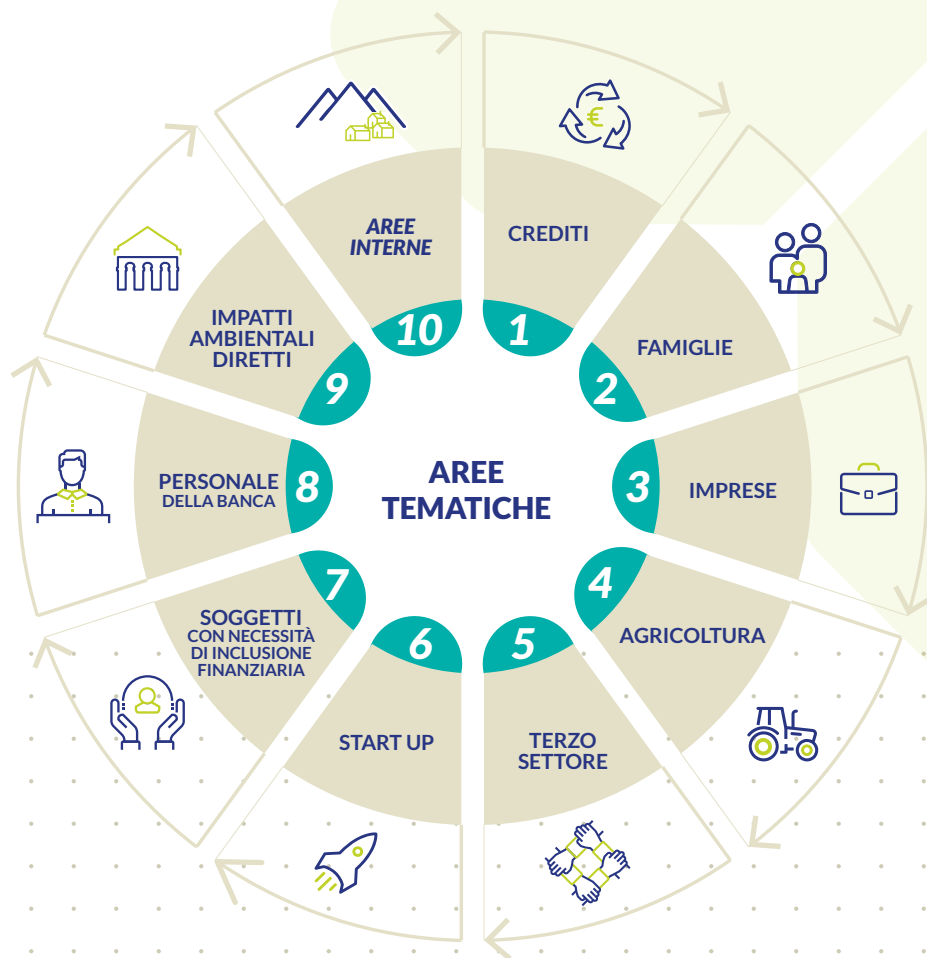 AREE
TEMATICHE
1
CREDITI
2
FAMIGLIE
3
IMPRESE
4
AGRICOLTURA
5
TERZO
SETTORE
6
START UP
7
SOGGETTI
CON NECESSITÀ
DI INCLUSIONE
FINANZIARIA
8
PERSONALE
DELLA BANCA
9
IMPATTI
AMBIENTALI
DIRETTI
10
AREE
INTERNE
€